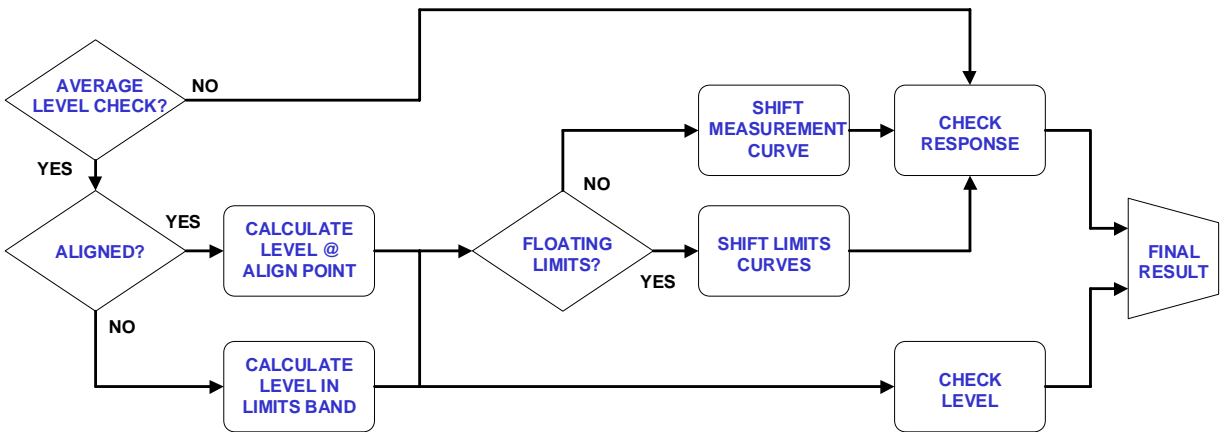 AVERAGE
LEVEL CHECK?
NO
YES
ALIGNED?
YES
NO
CALCULATE
LEVEL @
ALIGN POINT
CALCULATE
LEVEL IN
LIMITS BAND
FLOATING
LIMITS?
NO
YES
SHIFT
MEASUREMENT
CURVE
SHIFT LIMITS
CURVES
CHECK
RESPONSE
CHECK
LEVEL
FINAL
RESULT